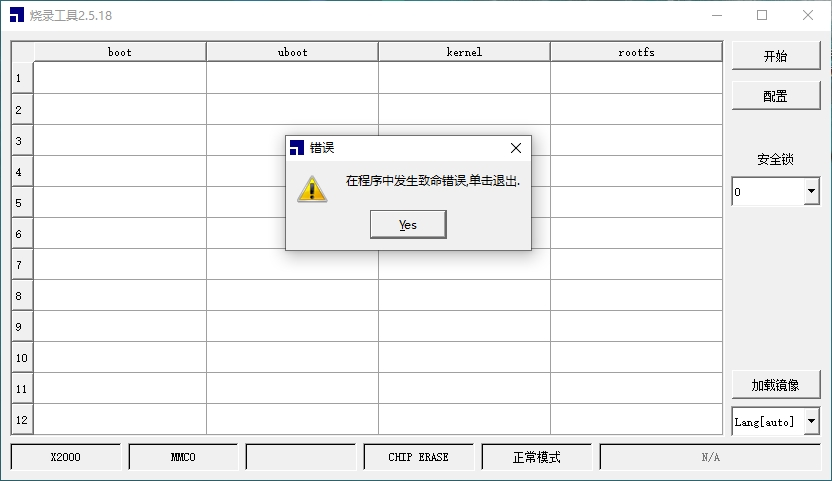 烧录工具2.5.18
boot uboot kernel rootfs
开始
1
2
配置
3
错误
安全锁
在程序中发生致命错误,单击退出.
4
0
5
Yes
6
7
8
9
10
加载镜像
11
12
Lang[auto]
X2000 MMC0 CHIP ERASE 正常模式 N/A